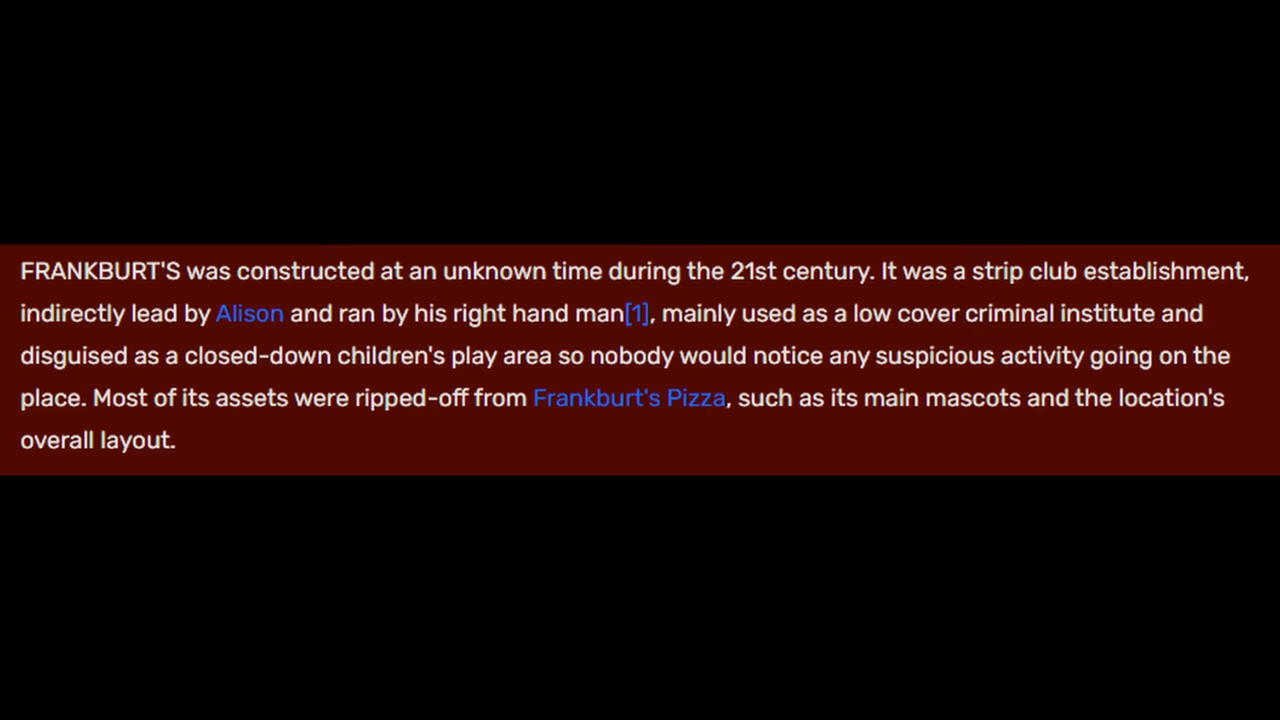 FRANKBURT'S was constructed at an unknown time during the 21st century. It was a strip club establishment,
indirectly lead by Alison and ran by his right hand man[1], mainly used as a low cover criminal institute and
disguised as a closed-down children's play area so nobody would notice any suspicious activity going on the
place. Most of its assets were ripped-off from Frankburt's Pizza, such as its main mascots and the location's
overall layout.